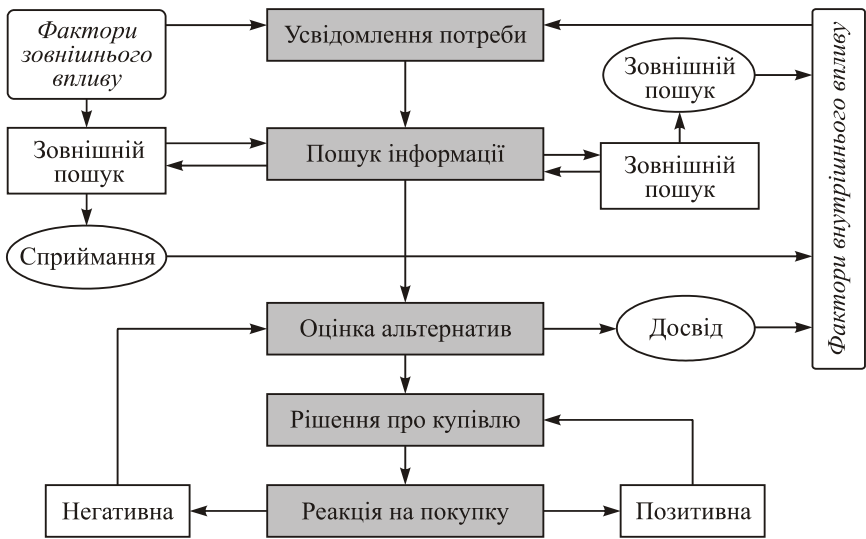 Фактори
зовнішнього
впливу
Усвідомлення потреби
Зовнішній
пошук
Фактори внутрішнього впливу
Зовнішній
пошук
Пошук інформації
Зовнішній
пошук
Сприймання
Оцінка альтернатив
Досвід
Рішення про купівлю
Негативна
Реакція на покупку
Позитивна